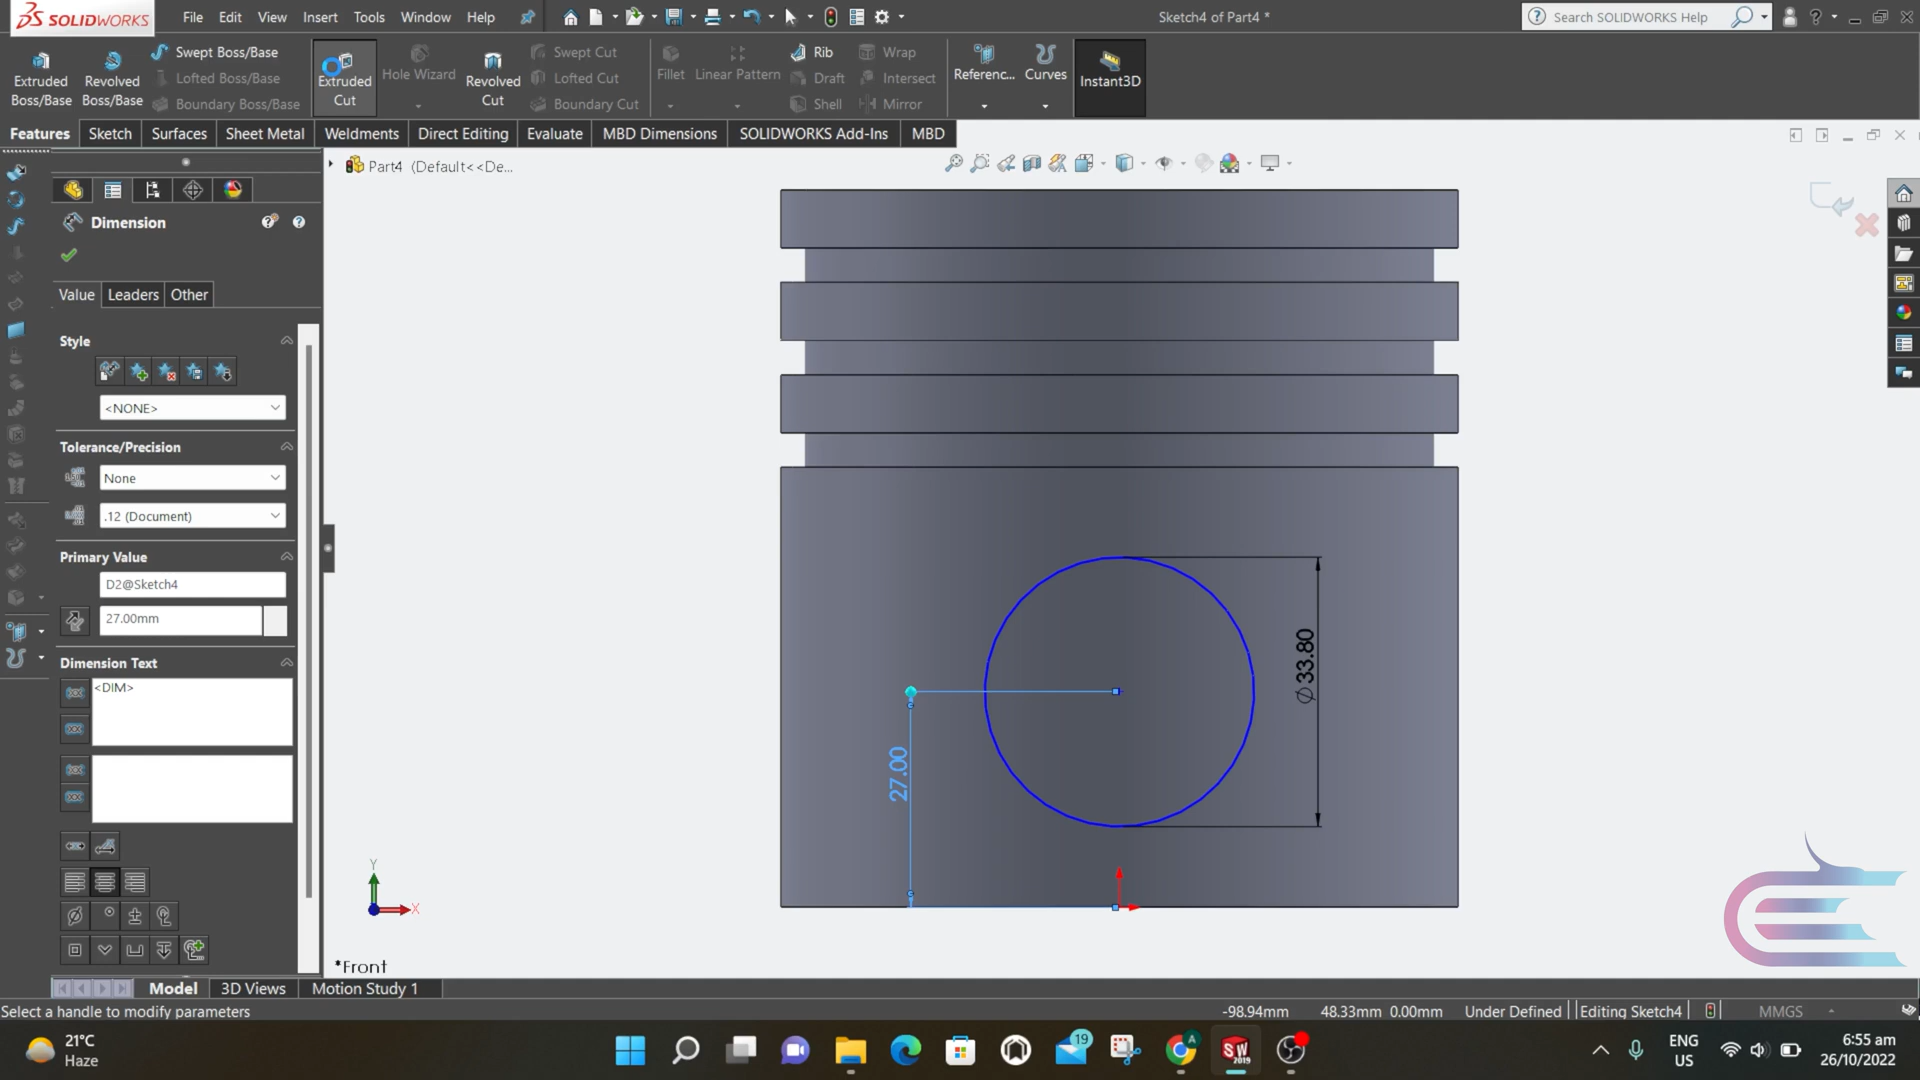 SOLIDWORKS
File Edit View Insert Tools Window Help
Sketch4 of Part4 *
Search SOLIDWORKS Help
Extruded Boss/Base
Revolved Boss/Base
Swept Boss/Base
Lofted Boss/Base
Boundary Boss/Base
Extruded Cut
Hole Wizard
Revolved Cut
Swept Cut
Lofted Cut
Boundary Cut
Fillet
Linear Pattern
Rib
Draft
Shell
Wrap
Intersect
Mirror
Referenc...
Curves
Instant3D
Features Sketch Surfaces Sheet Metal Weldments Direct Editing Evaluate MBD Dimensions SOLIDWORKS Add-Ins MBD
Part4 (Default<<De...
Dimension
Value Leaders Other
Style
<NONE>
Tolerance/Precision
None
.12 (Document)
Primary Value
D2@Sketch4
27.00mm
Dimension Text
<DIM>
27.00
∅33.80
Y
X
*Front
Model 3D Views Motion Study 1
Select a handle to modify parameters
-98.94mm 48.33mm 0.00mm Under Defined Editing Sketch4 MMGS
21°C
Haze
19
SW
2019
A
ENG
US
6:55 am
26/10/2022